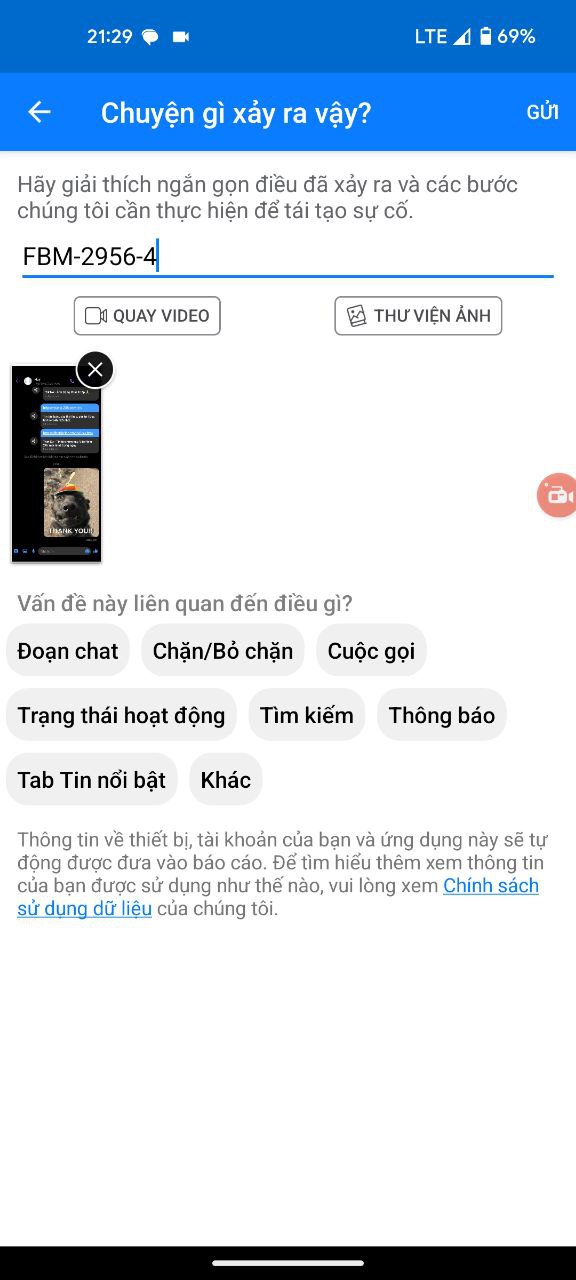 21:29
LTE 69%
Chuyện gì xảy ra vậy?
GỬI
Hãy giải thích ngắn gọn điều đã xảy ra và các bước
chúng tôi cần thực hiện để tái tạo sự cố.
FBM-2956-4
QUAY VIDEO
THƯ VIỆN ẢNH
THANK YOU!
Vấn đề này liên quan đến điều gì?
Đoạn chat
Chặn/Bỏ chặn
Cuộc gọi
Trạng thái hoạt động
Tìm kiếm
Thông báo
Tab Tin nổi bật
Khác
Thông tin về thiết bị, tài khoản của bạn và ứng dụng này sẽ tự
động được đưa vào báo cáo. Để tìm hiểu thêm xem thông tin
của bạn được sử dụng như thế nào, vui lòng xem Chính sách
sử dụng dữ liệu của chúng tôi.